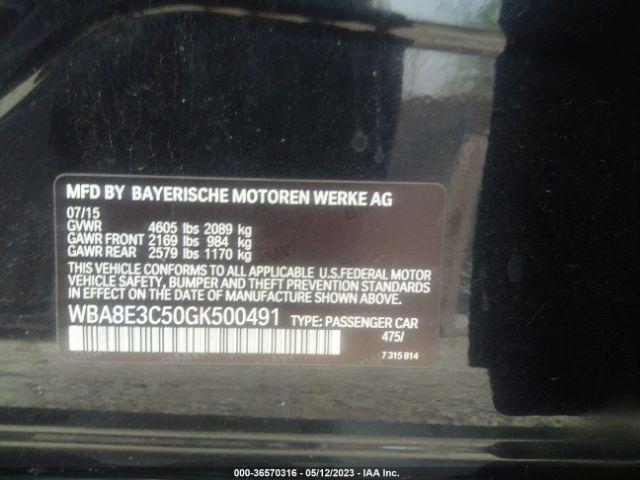 MFD BY BAYERISCHE MOTOREN WERKE AG
07/15
GVWR 4605 lbs 2089 kg
GAWR FRONT 2169 lbs 984 kg
GAWR REAR 2579 lbs 1170 kg
THIS VEHICLE CONFORMS TO ALL APPLICABLE U.S.FEDERAL MOTOR
VEHICLE SAFETY, BUMPER AND THEFT PREVENTION STANDARDS
IN EFFECT ON THE DATE OF MANUFACTURE SHOWN ABOVE.
WBA8E3C50GK500491 TYPE: PASSENGER CAR
475/
7 315 814
000-36570316 - 05/12/2023 - IAA Inc.